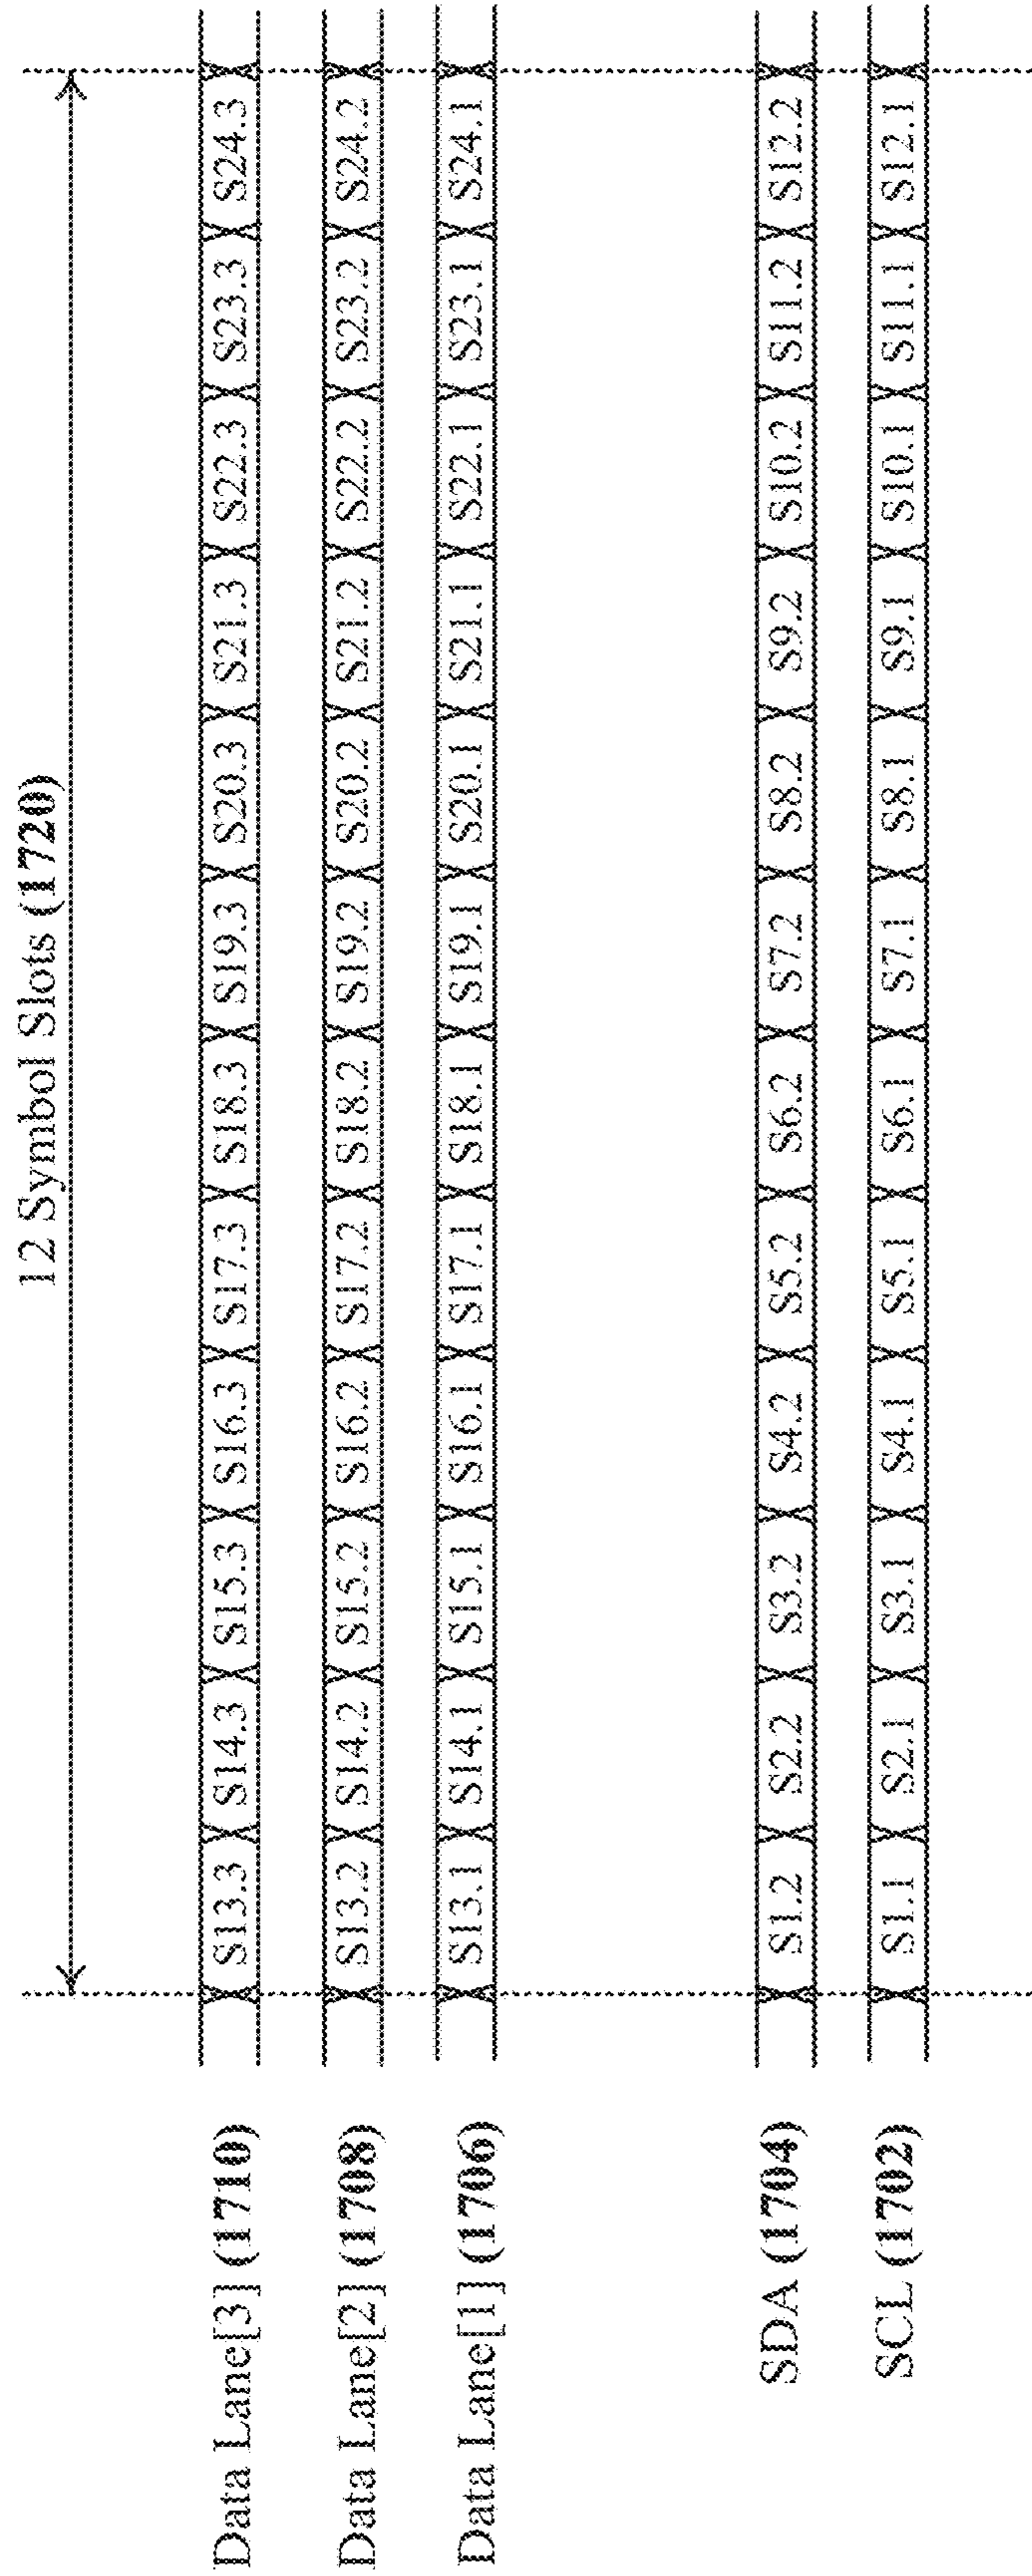 12 Symbol Slots (1720)
Data Lane[3] (1710) S13.3 S14.3 S15.3 S16.3 S17.3 S18.3 S19.3 S20.3 S21.3 S22.3 S23.3 S24.3
Data Lane[2] (1708) S13.2 S14.2 S15.2 S16.2 S17.2 S18.2 S19.2 S20.2 S21.2 S22.2 S23.2 S24.2
Data Lane[1] (1706) S13.1 S14.1 S15.1 S16.1 S17.1 S18.1 S19.1 S20.1 S21.1 S22.1 S23.1 S24.1
SDA (1704) S1.2 S2.2 S3.2 S4.2 S5.2 S6.2 S7.2 S8.2 S9.2 S10.2 S11.2 S12.2
SCL (1702) S1.1 S2.1 S3.1 S4.1 S5.1 S6.1 S7.1 S8.1 S9.1 S10.1 S11.1 S12.1